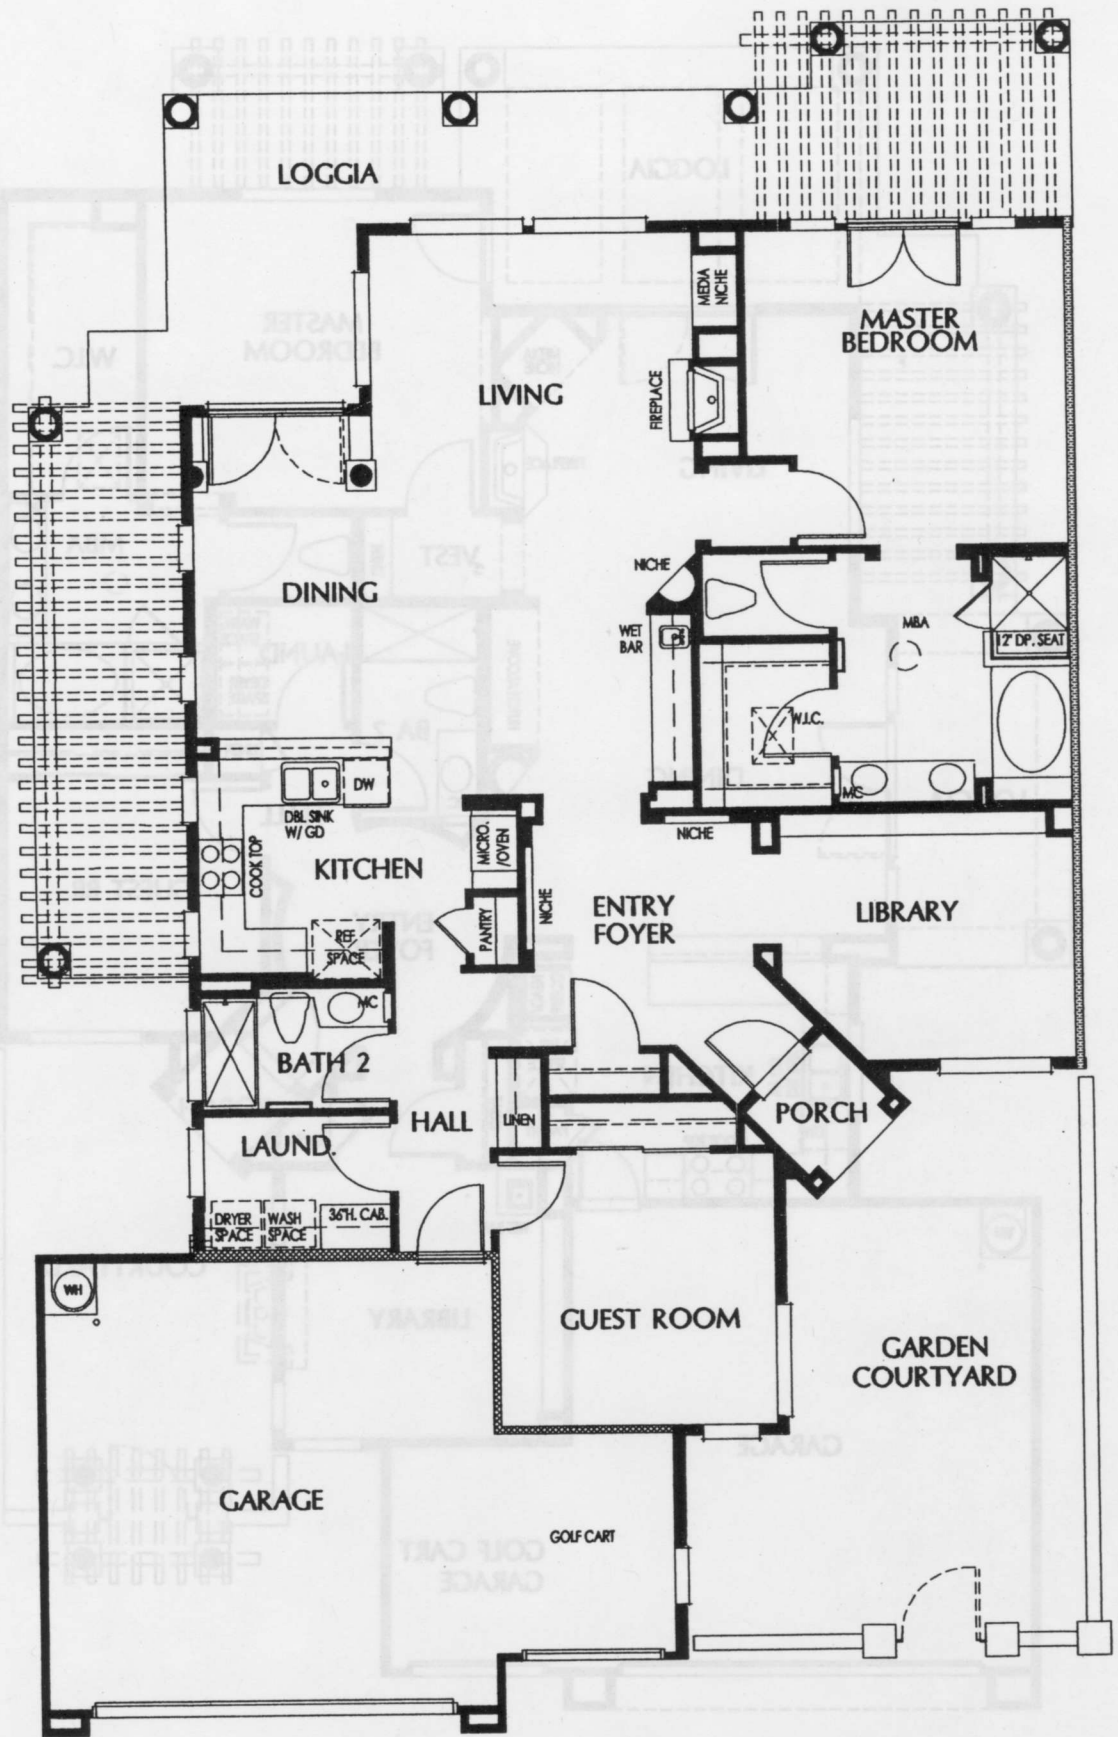 LOGGIA
MEDIA
NICHE
MASTER
BEDROOM
LIVING
FIREPLACE
NICHE
DINING
WET
BAR
MBA
12" DP. SEAT
W.I.C.
DW
DBL SINK
W/ GD
MC
COOK TOP
KITCHEN
MICRO.
/OVEN
NICHE
NICHE
ENTRY
FOYER
LIBRARY
PANTRY
REF
SPACE
MC
BATH 2
HALL
LINEN
PORCH
LAUND.
DRYER
SPACE
WASH
SPACE
36"H. CAB.
WH
GUEST ROOM
GARDEN
COURTYARD
GARAGE
GOLF CART